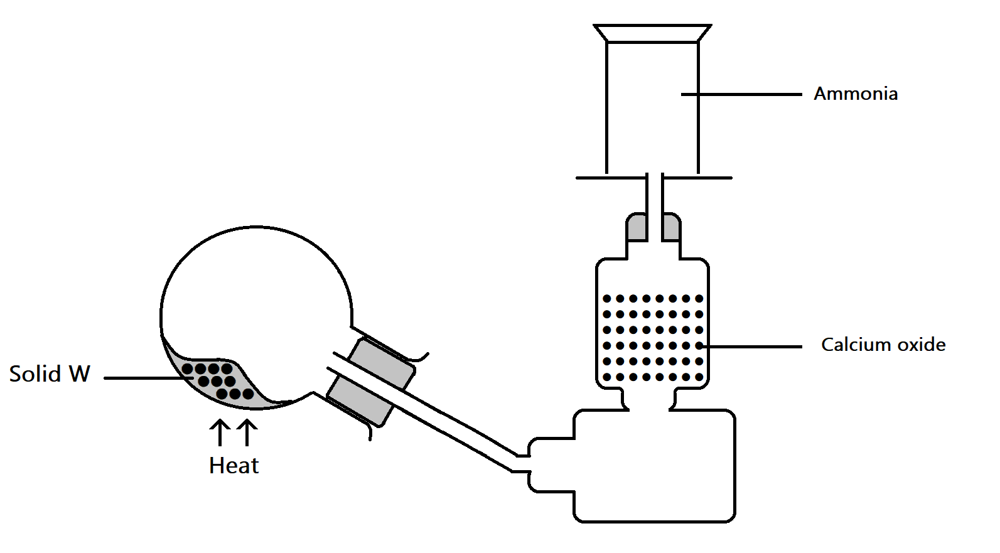 Ammonia
Calcium oxide
Solid W
Heat